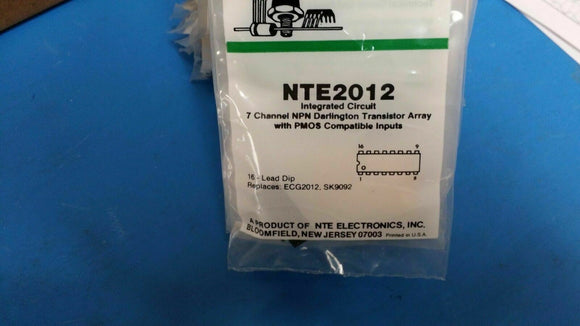 NTE2012
Integrated Circuit
7 Channel NPN Darlington Transistor Array
with PMOS Compatible Inputs
16 9
1 8
16 - Lead Dip
Replaces: ECG2012, SK9092
A PRODUCT OF NTE ELECTRONICS, INC.
BLOOMFIELD, NEW JERSEY 07003 Printed in U.S.A.